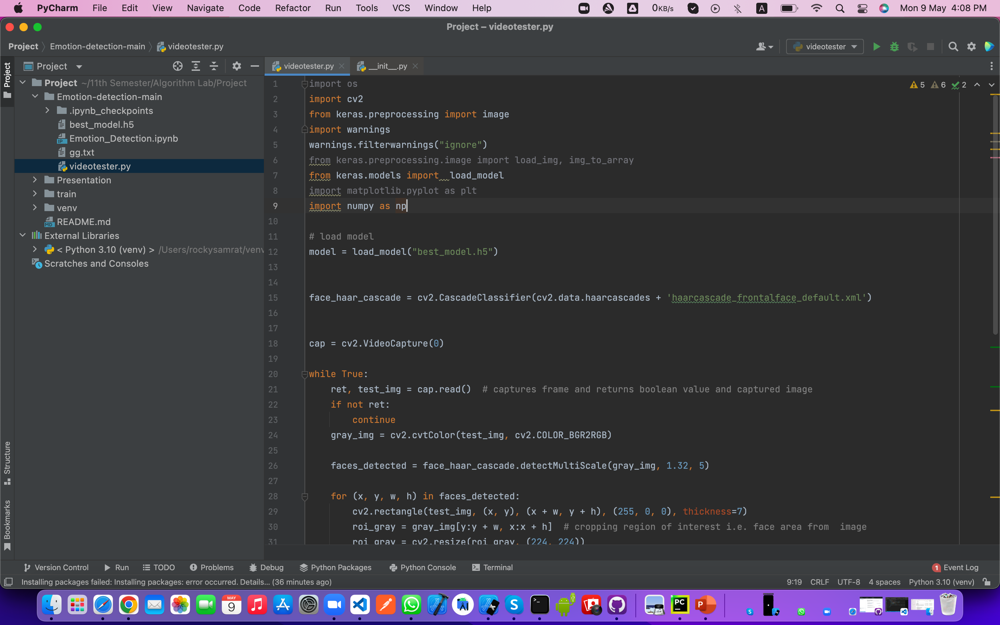 PyCharm File Edit View Navigate Code Refactor Run Tools VCS Window Help 0KB/s A Mon 9 May 4:08 PM
Project – videotester.py
Project Emotion-detection-main videotester.py videotester
Project videotester.py __init__.py
Project
Project ~/11th Semester/Algorithm Lab/Project
Emotion-detection-main
.ipynb_checkpoints
best_model.h5
Emotion_Detection.ipynb
gg.txt
videotester.py
Presentation
train
venv
README.md
External Libraries
< Python 3.10 (venv) > /Users/rockysamrat/venv
Scratches and Consoles
Structure
Bookmarks
5 6 2
1 import os
2 import cv2
3 from keras.preprocessing import image
4 import warnings
5 warnings.filterwarnings("ignore")
6 from keras.preprocessing.image import load_img, img_to_array
7 from keras.models import  load_model
8 import matplotlib.pyplot as plt
9 import numpy as np
10
11 # load model
12 model = load_model("best_model.h5")
13
14
15 face_haar_cascade = cv2.CascadeClassifier(cv2.data.haarcascades + 'haarcascade_frontalface_default.xml')
16
17
18 cap = cv2.VideoCapture(0)
19
20 while True:
21 ret, test_img = cap.read()  # captures frame and returns boolean value and captured image
22 if not ret:
23 continue
24 gray_img = cv2.cvtColor(test_img, cv2.COLOR_BGR2RGB)
25
26 faces_detected = face_haar_cascade.detectMultiScale(gray_img, 1.32, 5)
27
28 for (x, y, w, h) in faces_detected:
29 cv2.rectangle(test_img, (x, y), (x + w, y + h), (255, 0, 0), thickness=7)
30 roi_gray = gray_img[y:y + w, x:x + h]  # cropping region of interest i.e. face area from  image
31 roi_gray = cv2.resize(roi_gray, (224, 224))
Version Control Run TODO Problems Debug Python Packages Python Console Terminal 1 Event Log
Installing packages failed: Installing packages: error occurred. Details... (36 minutes ago) 9:19 CRLF UTF-8 4 spaces Python 3.10 (venv)
MAY
9
S
PC
P